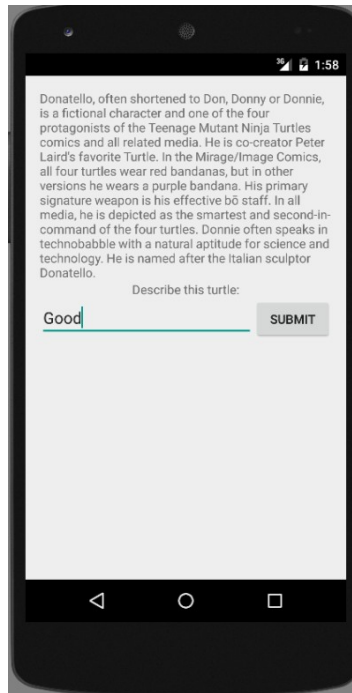 3G 1:58
Donatello, often shortened to Don, Donny or Donnie,
is a fictional character and one of the four
protagonists of the Teenage Mutant Ninja Turtles
comics and all related media. He is co-creator Peter
Laird's favorite Turtle. In the Mirage/Image Comics,
all four turtles wear red bandanas, but in other
versions he wears a purple bandana. His primary
signature weapon is his effective bō staff. In all
media, he is depicted as the smartest and second-in-
command of the four turtles. Donnie often speaks in
technobabble with a natural aptitude for science and
technology. He is named after the Italian sculptor
Donatello.
Describe this turtle:
Good SUBMIT